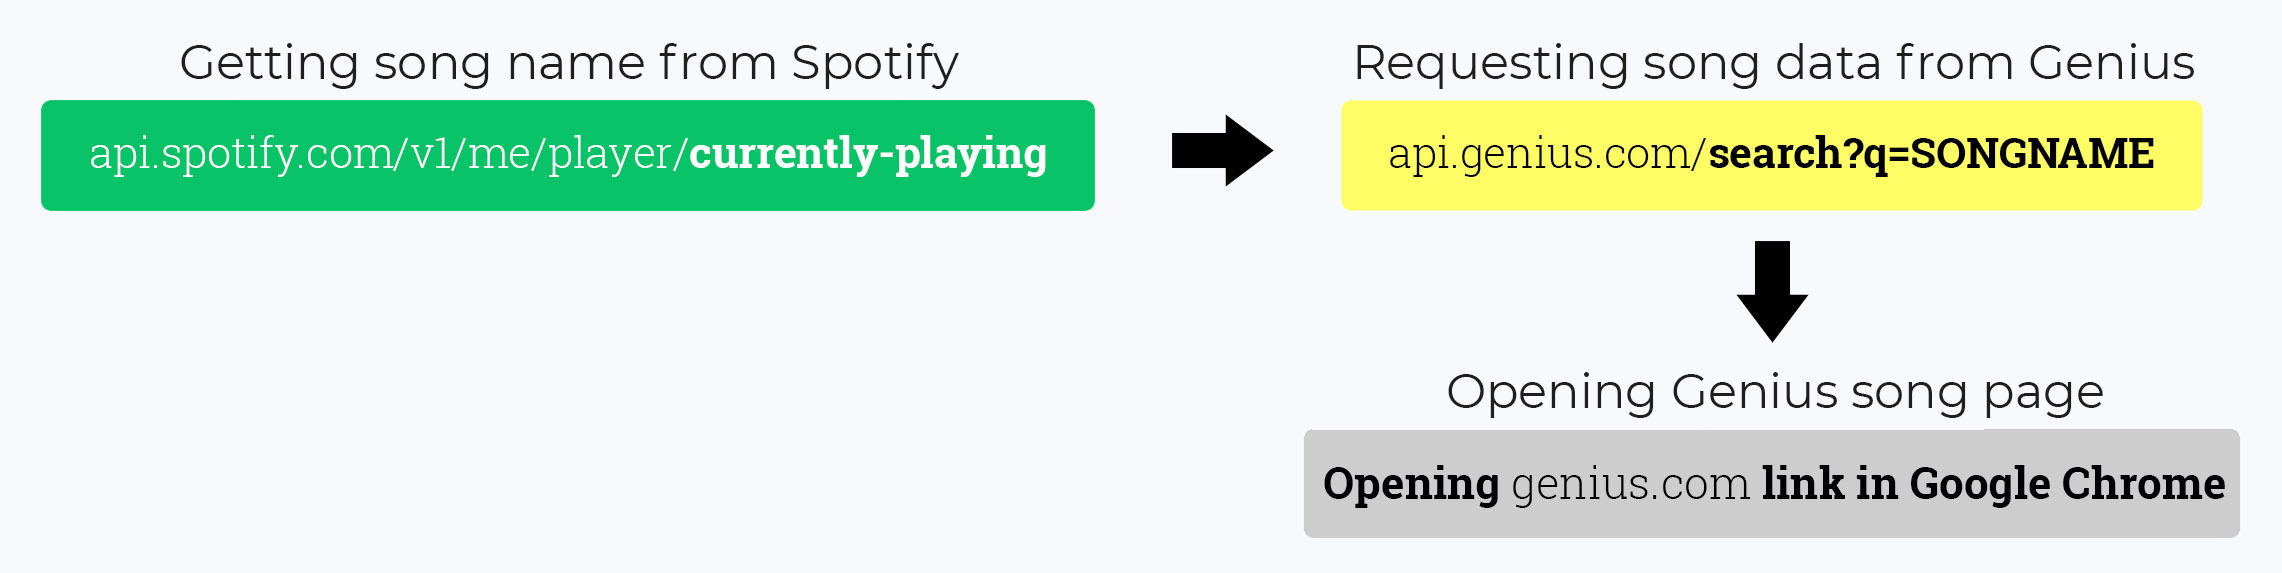 Getting song name from Spotify
api.spotify.com/v1/me/player/currently-playing
Requesting song data from Genius
api.genius.com/search?q=SONGNAME
Opening Genius song page
Opening genius.com link in Google Chrome